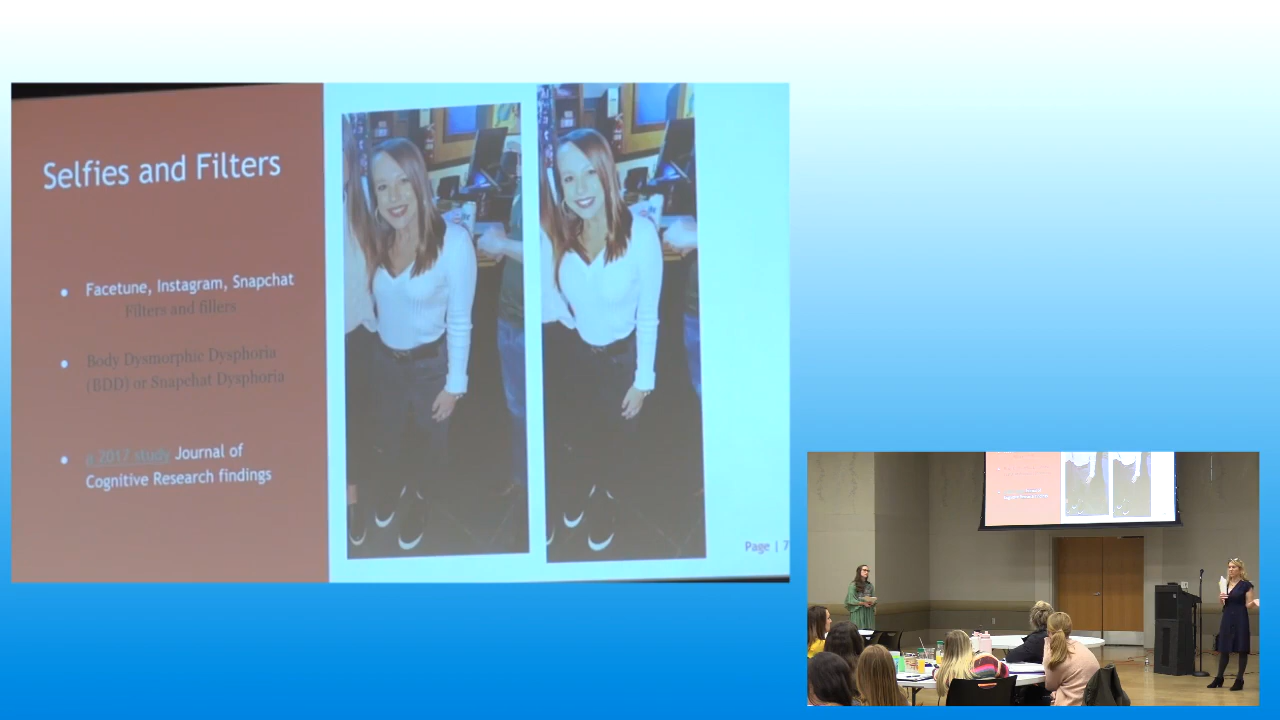 Selfies and Filters
Facetune, Instagram, Snapchat
Filters and fillers
Body Dysmorphic Dysphoria
(BDD) or Snapchat Dysphoria
a 2017 study Journal of
Cognitive Research findings
Page | 7